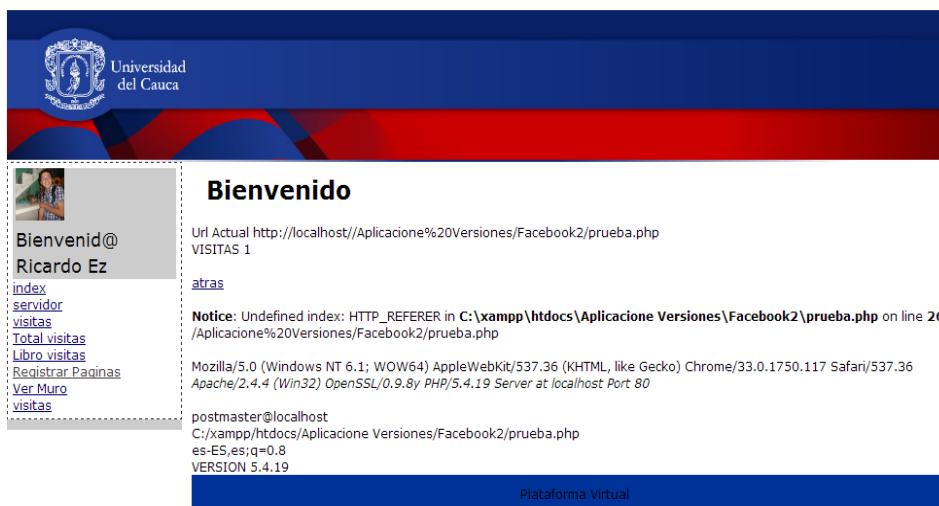 Universidad
del Cauca
Bienvenid@
Ricardo Ez
index
servidor
visitas
Total visitas
Libro visitas
Registrar Paginas
Ver Muro
visitas
Bienvenido
Url Actual http://localhost//Aplicacione%20Versiones/Facebook2/prueba.php
VISITAS 1
atras
Notice: Undefined index: HTTP_REFERER in C:\xampp\htdocs\Aplicacione Versiones\Facebook2\prueba.php on line 26
/Aplicacione%20Versiones/Facebook2/prueba.php
Mozilla/5.0 (Windows NT 6.1; WOW64) AppleWebKit/537.36 (KHTML, like Gecko) Chrome/33.0.1750.117 Safari/537.36
Apache/2.4.4 (Win32) OpenSSL/0.9.8y PHP/5.4.19 Server at localhost Port 80
postmaster@localhost
C:/xampp/htdocs/Aplicacione Versiones/Facebook2/prueba.php
es-ES,es;q=0.8
VERSION 5.4.19
Plataforma Virtual